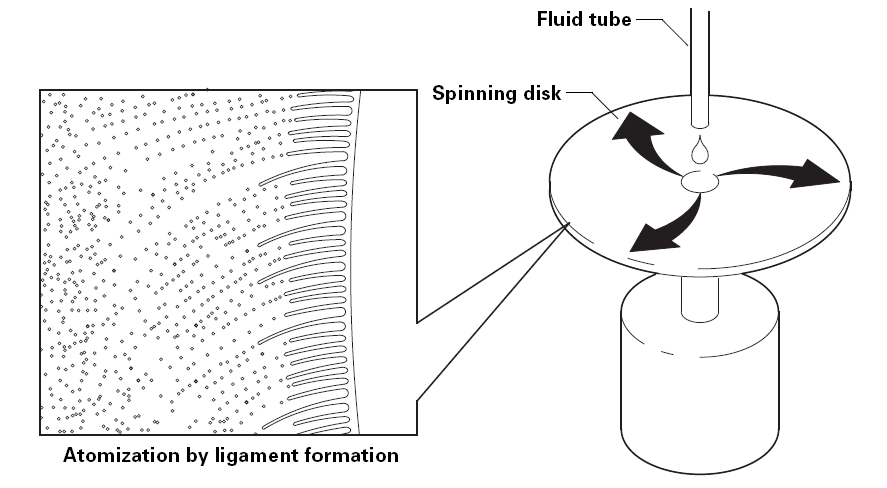 Fluid tube
Spinning disk
Atomization by ligament formation